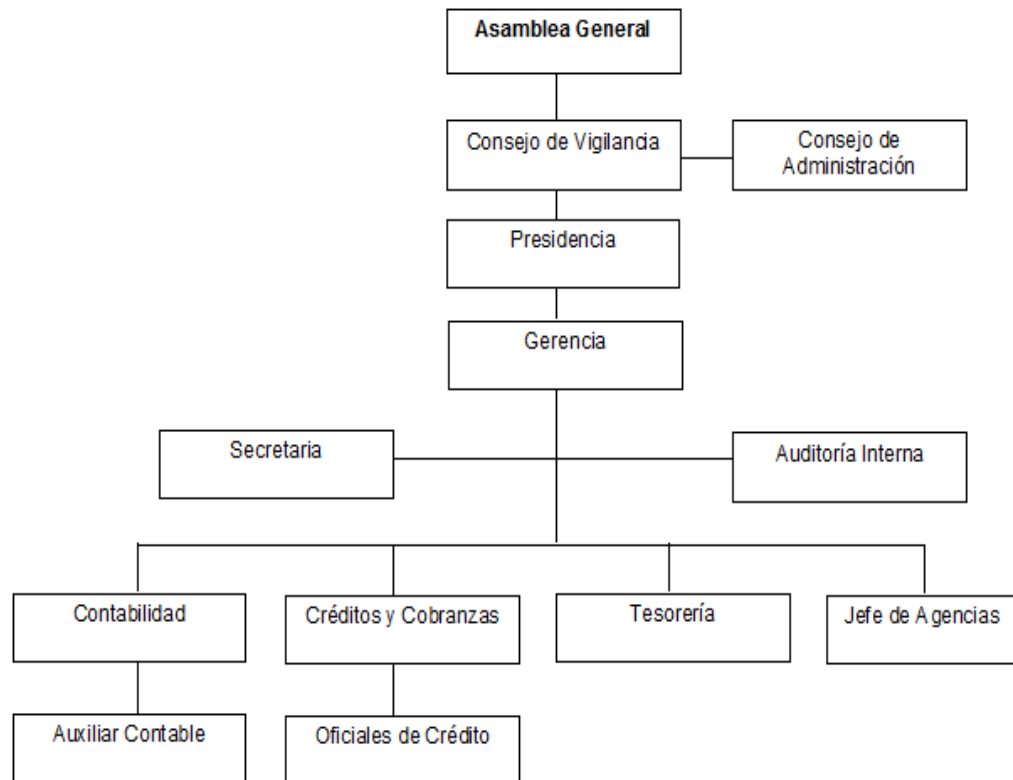 Asamblea General
Consejo de Vigilancia
Consejo de
Administración
Presidencia
Gerencia
Secretaria
Auditoría Interna
Contabilidad
Créditos y Cobranzas
Tesorería
Jefe de Agencias
Auxiliar Contable
Oficiales de Crédito